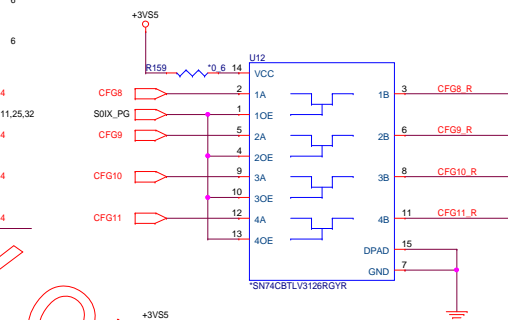 6
+3VS5
U12
R159 *0_6 14 VCC
4 CFG8 2 1A 1B 3 CFG8_R
11,25,32 S0IX_PG 1 1OE
4 CFG9 5 2A 2B 6 CFG9_R
4 2OE
4 CFG10 9 3A 3B 8 CFG10_R
10 3OE
4 CFG11 12 4A 4B 11 CFG11_R
13 4OE
DPAD 15
GND 7
*SN74CBTLV3126RGYR
+3VS5